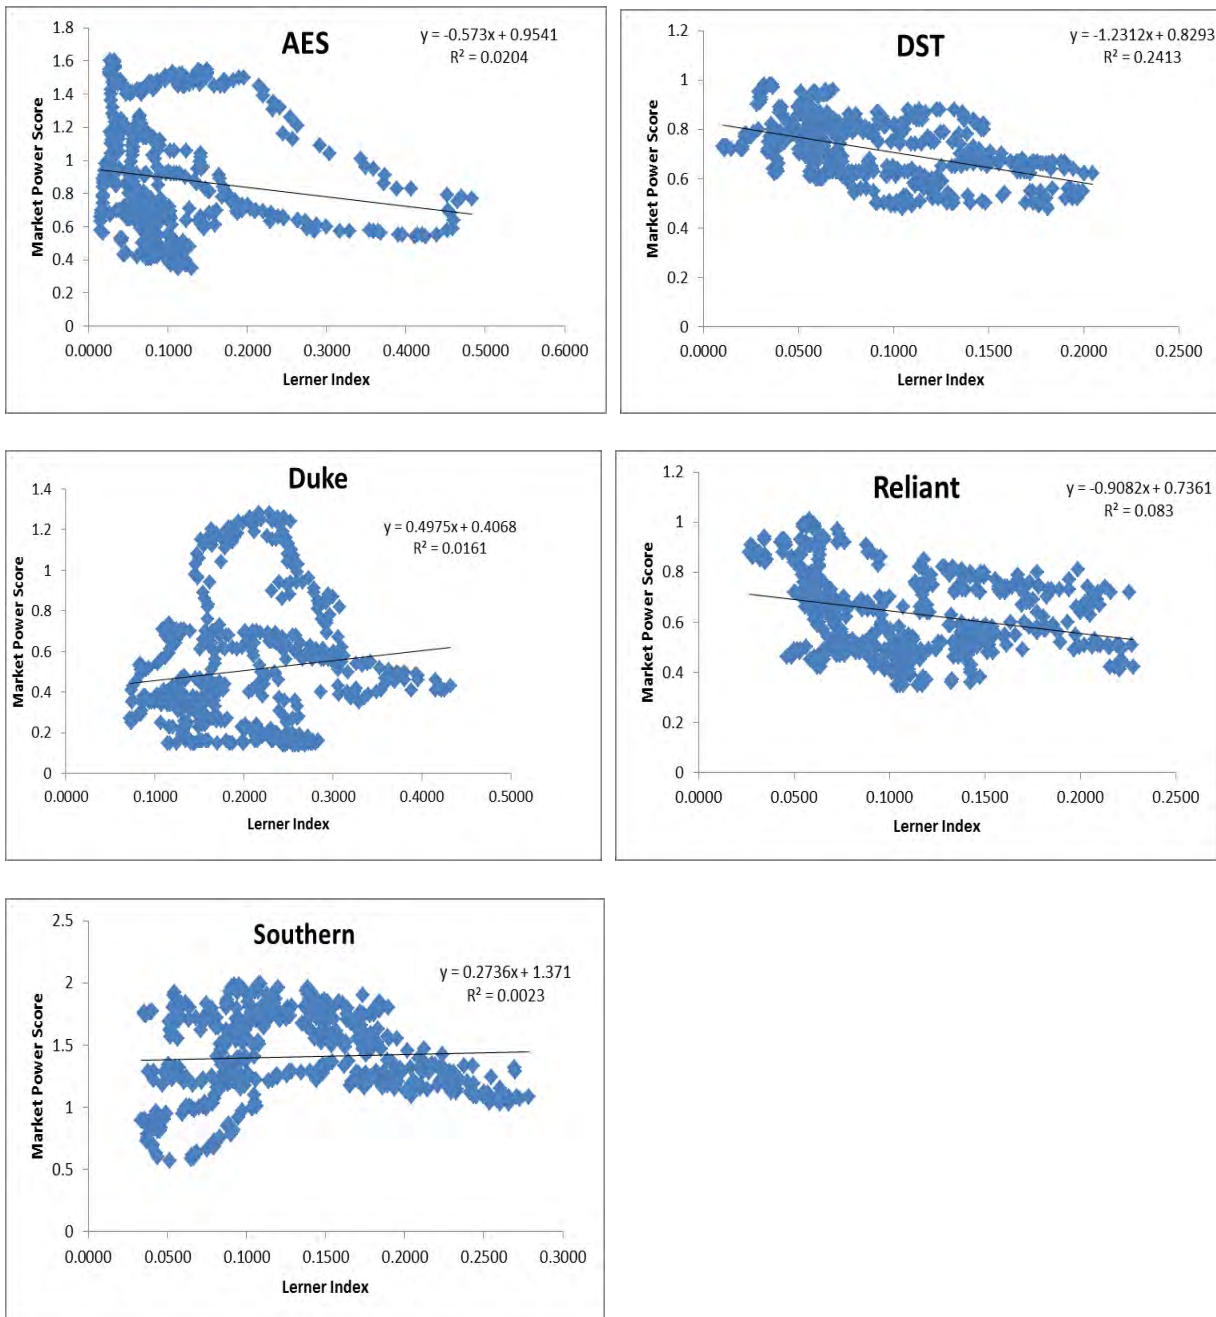 AES
y = -0.573x + 0.9541
R² = 0.0204
1.8
1.6
1.4
1.2
1
0.8
0.6
0.4
0.2
0
Market Power Score
0.0000 0.1000 0.2000 0.3000 0.4000 0.5000 0.6000
Lerner Index
DST
y = -1.2312x + 0.8293
R² = 0.2413
1.2
1
0.8
0.6
0.4
0.2
0
Market Power Score
0.0000 0.0500 0.1000 0.1500 0.2000 0.2500
Lerner Index
Duke
y = 0.4975x + 0.4068
R² = 0.0161
1.4
1.2
1
0.8
0.6
0.4
0.2
0
Market Power Score
0.0000 0.1000 0.2000 0.3000 0.4000 0.5000
Lerner Index
Reliant
y = -0.9082x + 0.7361
R² = 0.083
1.2
1
0.8
0.6
0.4
0.2
0
Market Power Score
0.0000 0.0500 0.1000 0.1500 0.2000 0.2500
Lerner Index
Southern
y = 0.2736x + 1.371
R² = 0.0023
2.5
2
1.5
1
0.5
0
Market Power Score
0.0000 0.0500 0.1000 0.1500 0.2000 0.2500 0.3000
Lerner Index